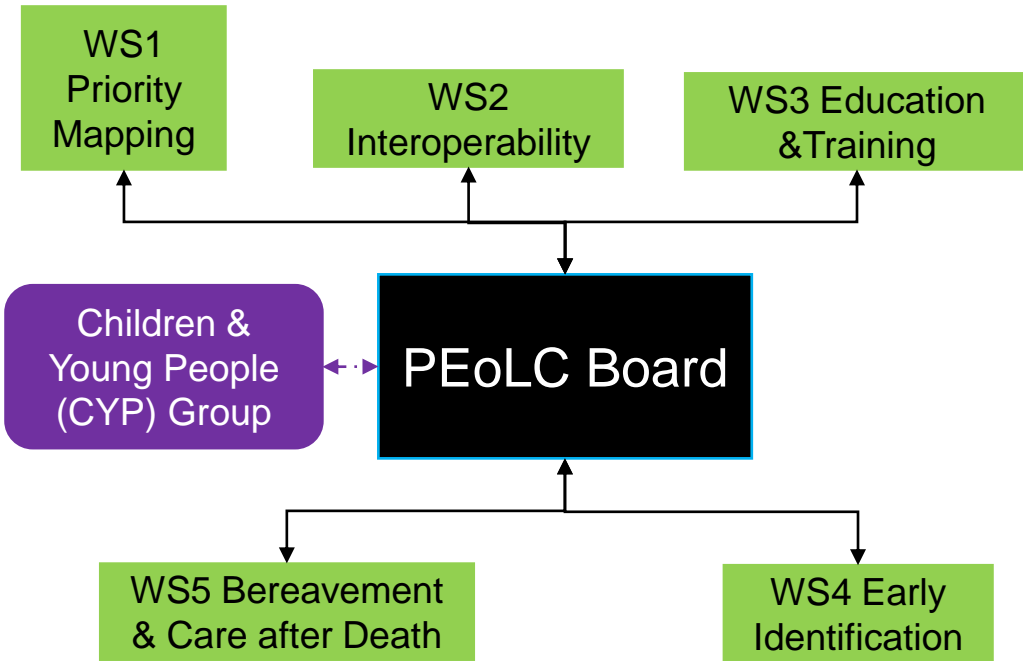 WS1
Priority
Mapping
WS2
Interoperability
WS3 Education
&Training
Children &
Young People
(CYP) Group
PEoLC Board
WS5 Bereavement
& Care after Death
WS4 Early
Identification